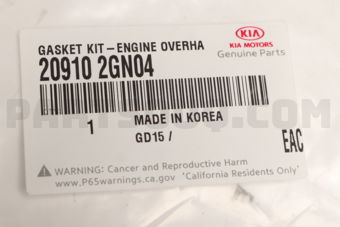 KIA
KIA MOTORS
Genuine Parts
GASKET KIT-ENGINE OVERHA
20910 2GN04
1
MADE IN KOREA
GD15 /
EAC
WARNING: Cancer and Reproductive Harm
www.P65warnings.ca.gov "California Residents Only"